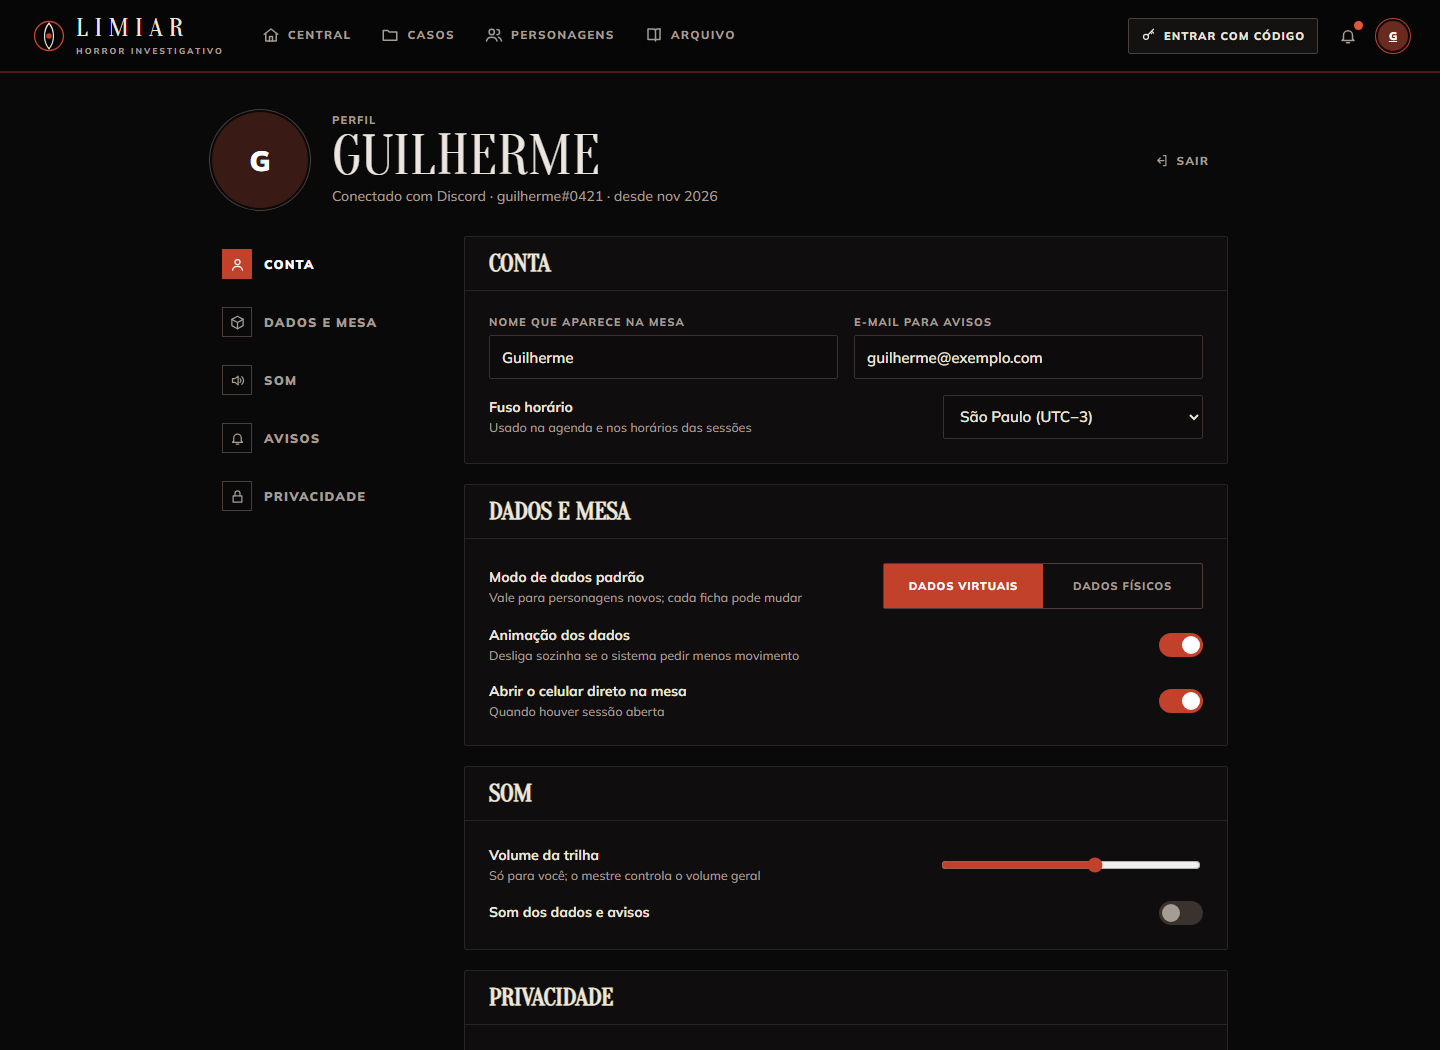 LIMIAR
HORROR INVESTIGATIVO
CENTRAL
CASOS
PERSONAGENS
ARQUIVO
ENTRAR COM CÓDIGO
G
G
PERFIL
GUILHERME
Conectado com Discord · guilherme#0421 · desde nov 2026
SAIR
CONTA
DADOS E MESA
SOM
AVISOS
PRIVACIDADE
CONTA
NOME QUE APARECE NA MESA
Guilherme
E-MAIL PARA AVISOS
guilherme@exemplo.com
Fuso horário
Usado na agenda e nos horários das sessões
São Paulo (UTC−3)
DADOS E MESA
Modo de dados padrão
Vale para personagens novos; cada ficha pode mudar
DADOS VIRTUAIS
DADOS FÍSICOS
Animação dos dados
Desliga sozinha se o sistema pedir menos movimento
Abrir o celular direto na mesa
Quando houver sessão aberta
SOM
Volume da trilha
Só para você; o mestre controla o volume geral
Som dos dados e avisos
PRIVACIDADE